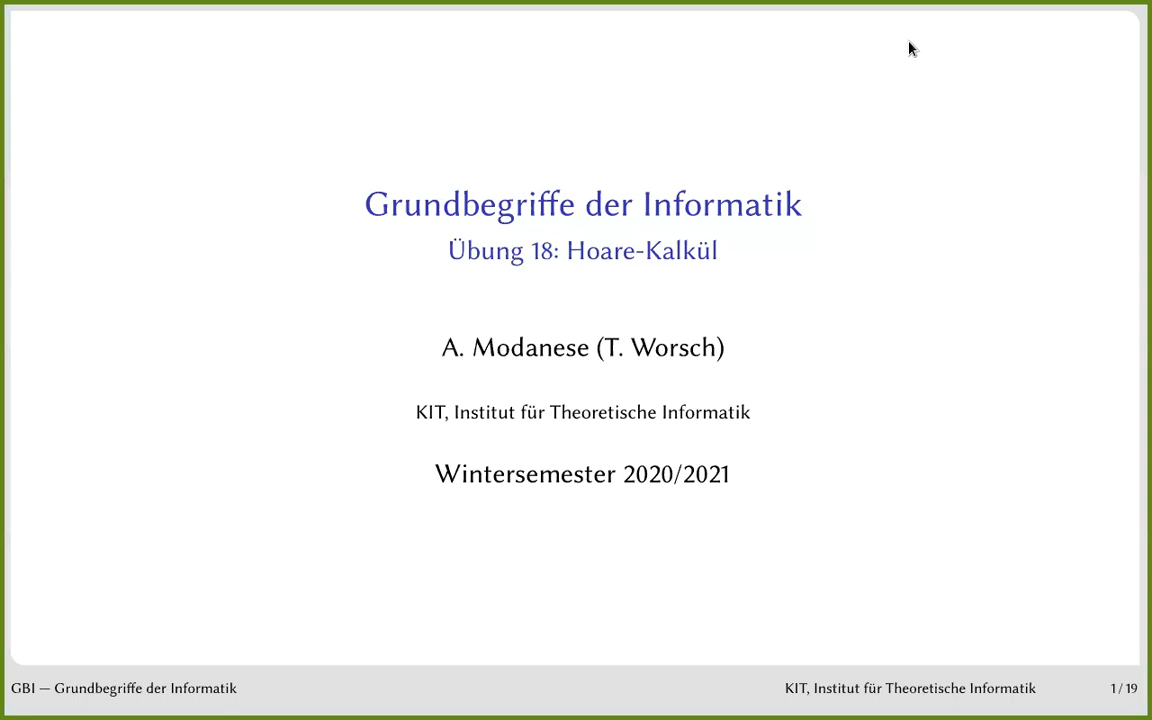 Grundbegriffe der Informatik
Übung 18: Hoare-Kalkül
A. Modanese (T. Worsch)
KIT, Institut für Theoretische Informatik
Wintersemester 2020/2021
GBI — Grundbegriffe der Informatik
KIT, Institut für Theoretische Informatik
1 / 19